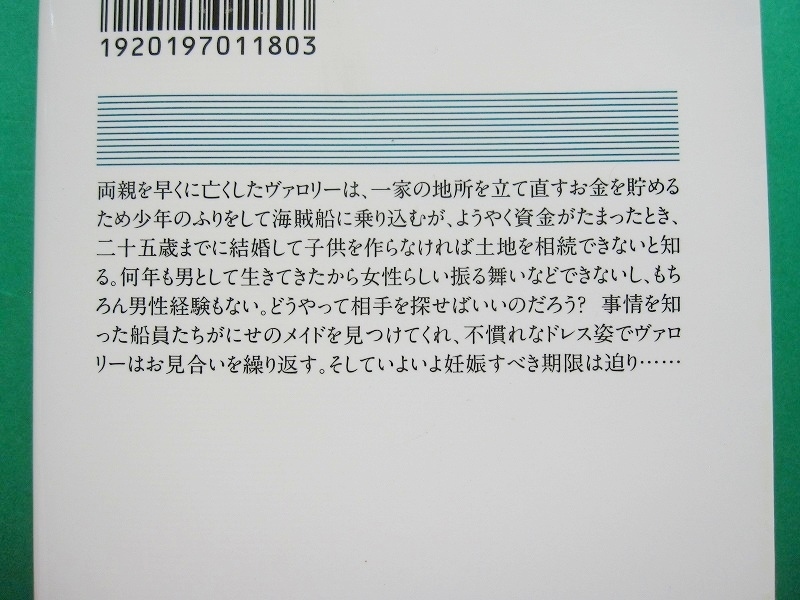 1920197011803
両親を早くに亡くしたヴァロリーは、一家の地所を立て直すお金を貯める
ため少年のふりをして海賊船に乗り込むが、ようやく資金がたまったとき、
二十五歳までに結婚して子供を作らなければ土地を相続できないと知
る。何年も男として生きてきたから女性らしい振る舞いなどできないし、もち
ろん男性経験もない。どうやって相手を探せばいいのだろう？　事情を知
った船員たちがにせのメイドを見つけてくれ、不慣れなドレス姿でヴァロ
リーはお見合いを繰り返す。そしていよいよ妊娠すべき期限は迫り……